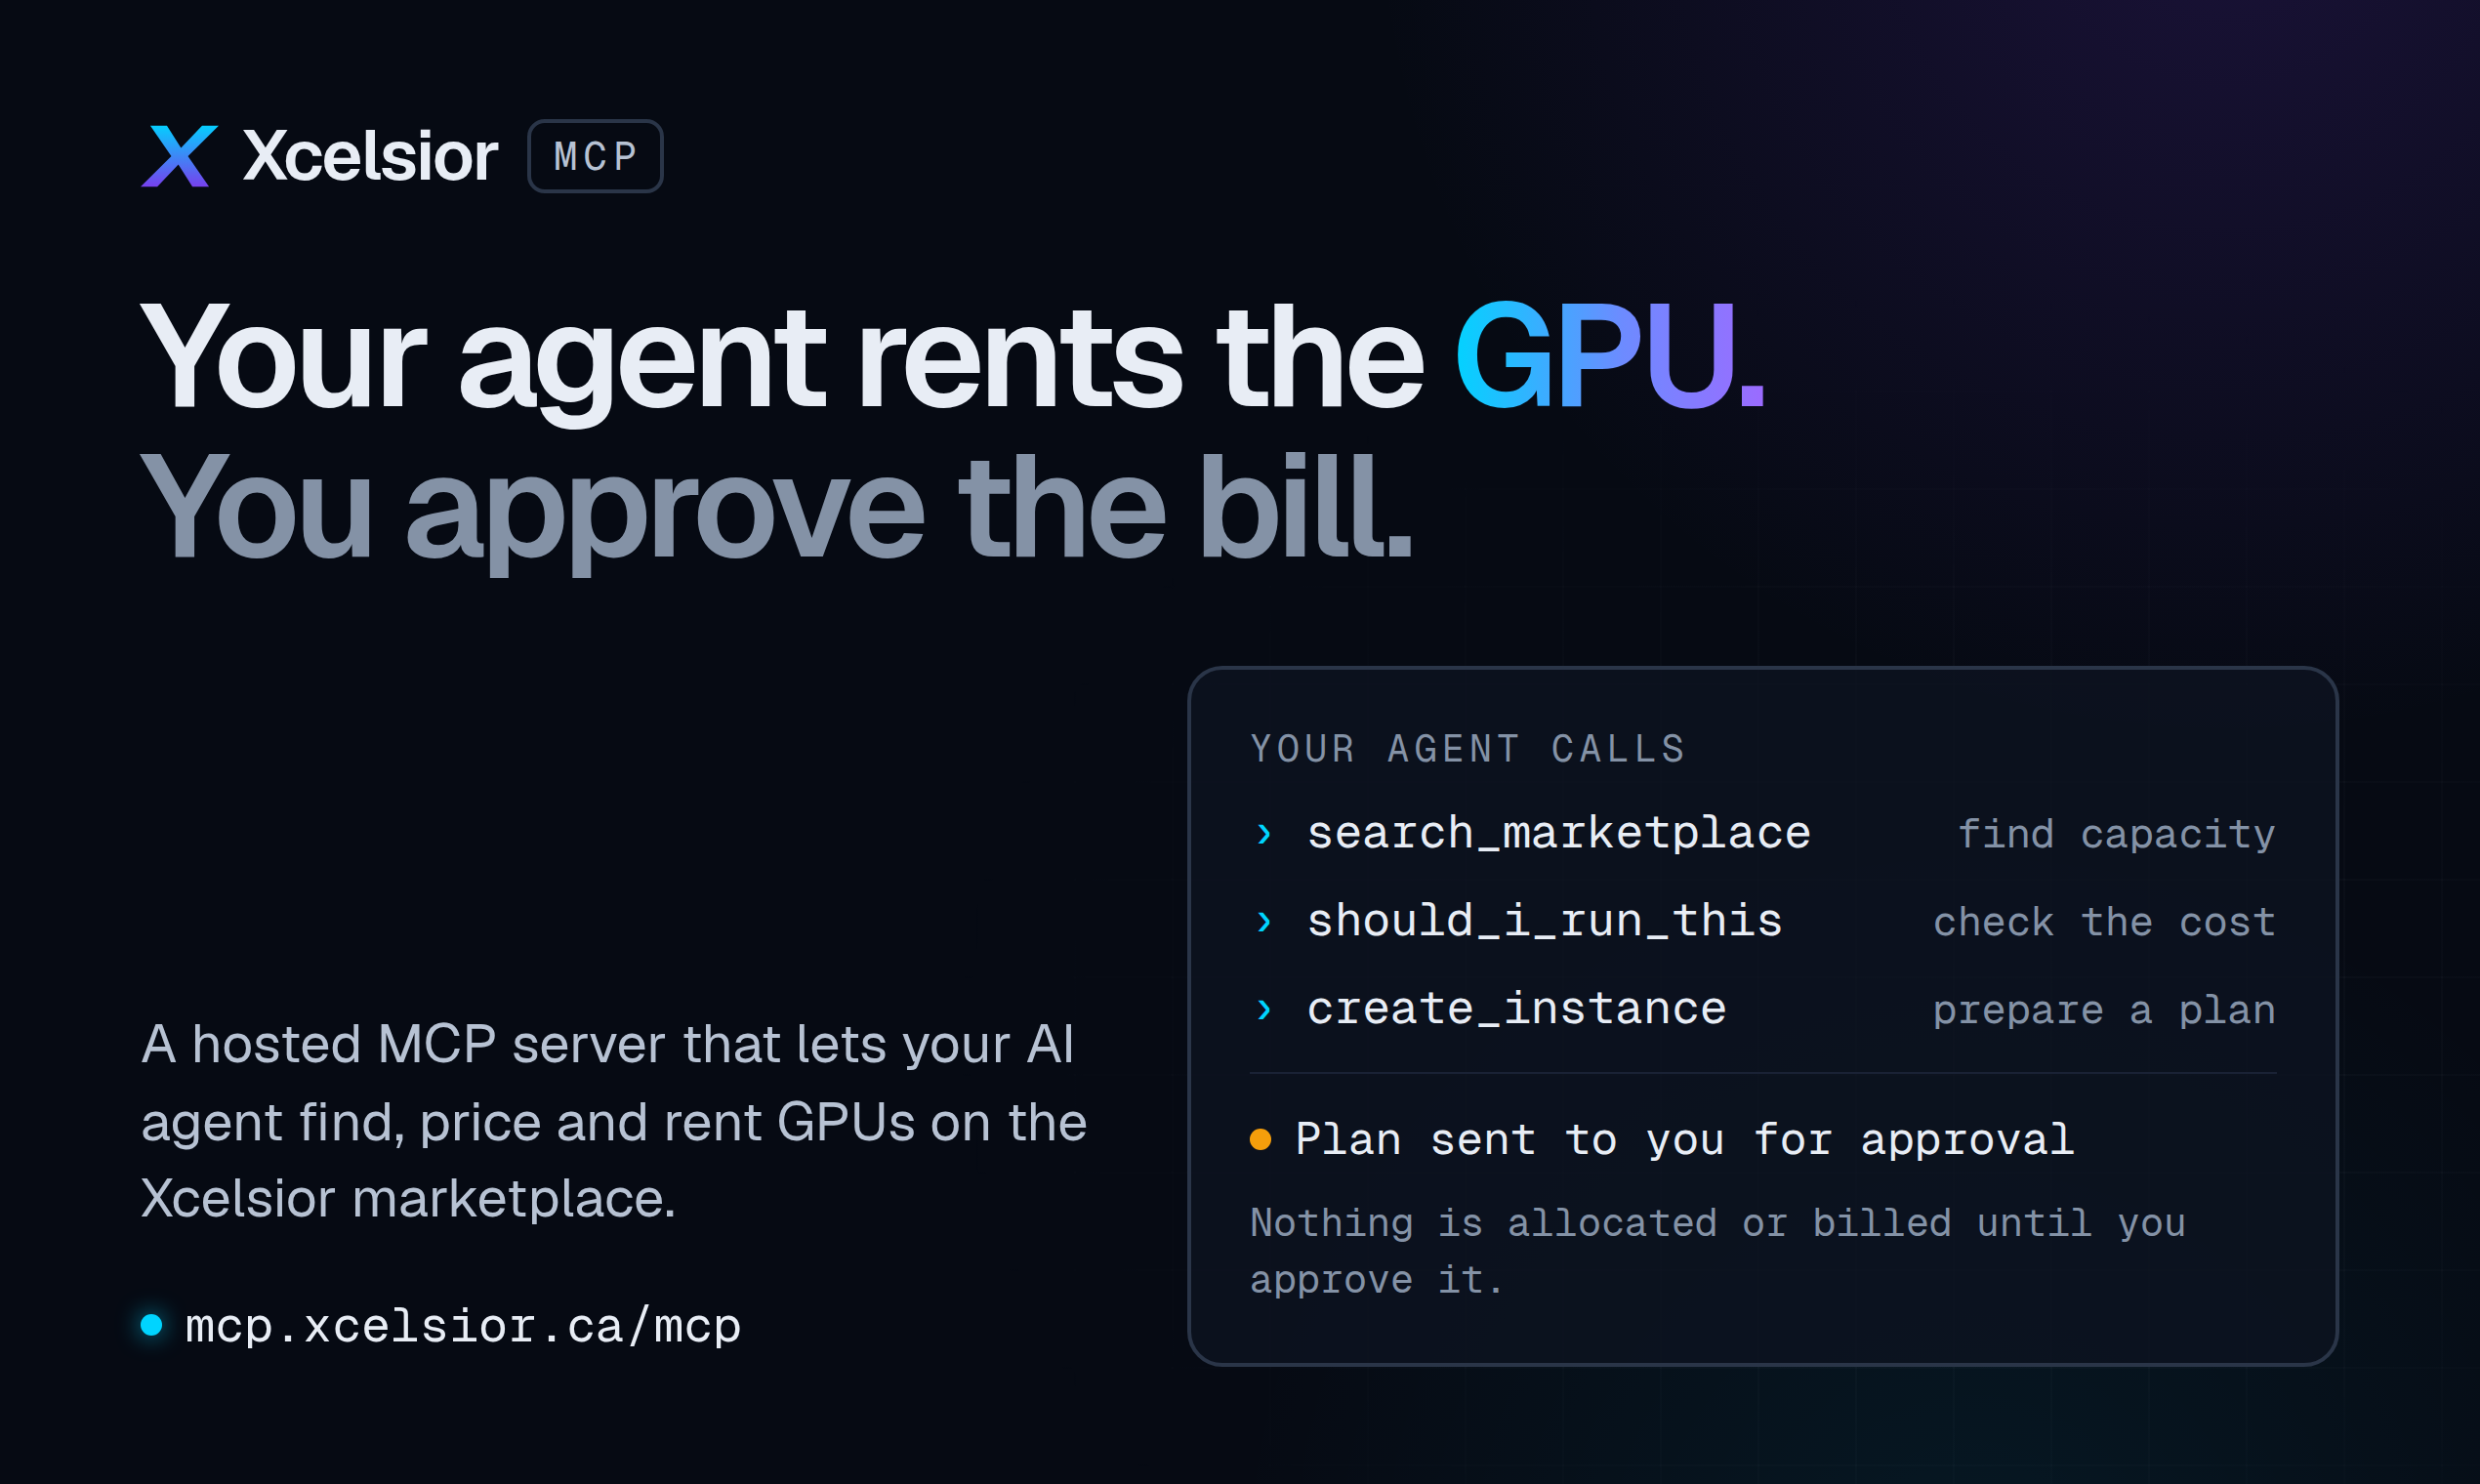 Xcelsior MCP
Your agent rents the GPU.
You approve the bill.
A hosted MCP server that lets your AI
agent find, price and rent GPUs on the
Xcelsior marketplace.
mcp.xcelsior.ca/mcp
YOUR AGENT CALLS
› search_marketplace find capacity
› should_i_run_this check the cost
› create_instance prepare a plan
Plan sent to you for approval
Nothing is allocated or billed until you
approve it.